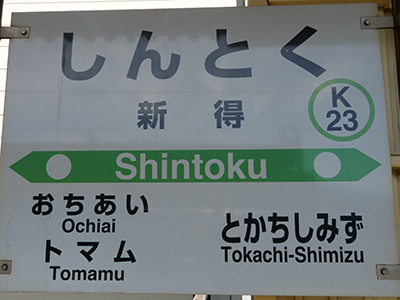 しんとく
新得
K
23
Shintoku
おちあい
Ochiai
トマム
Tomamu
とかちしみず
Tokachi-Shimizu